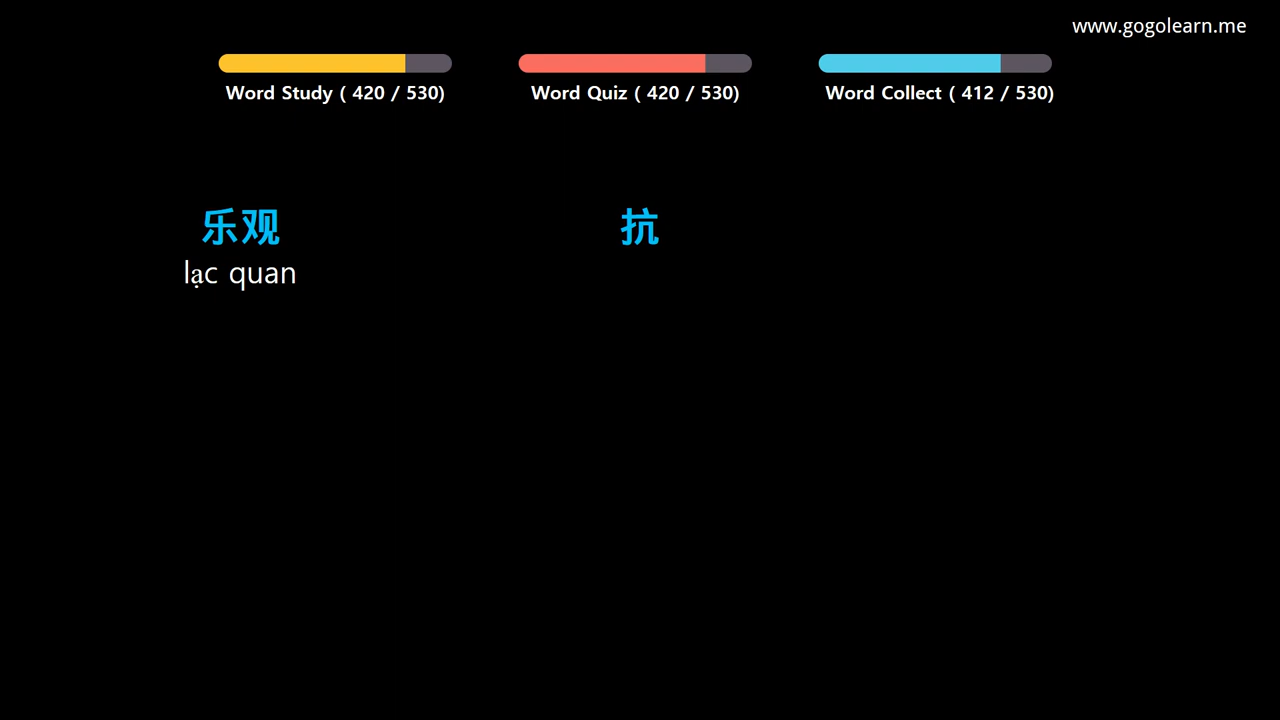 www.gogolearn.me
Word Study ( 420 / 530)
Word Quiz ( 420 / 530)
Word Collect ( 412 / 530)
乐观
抗
lạc quan